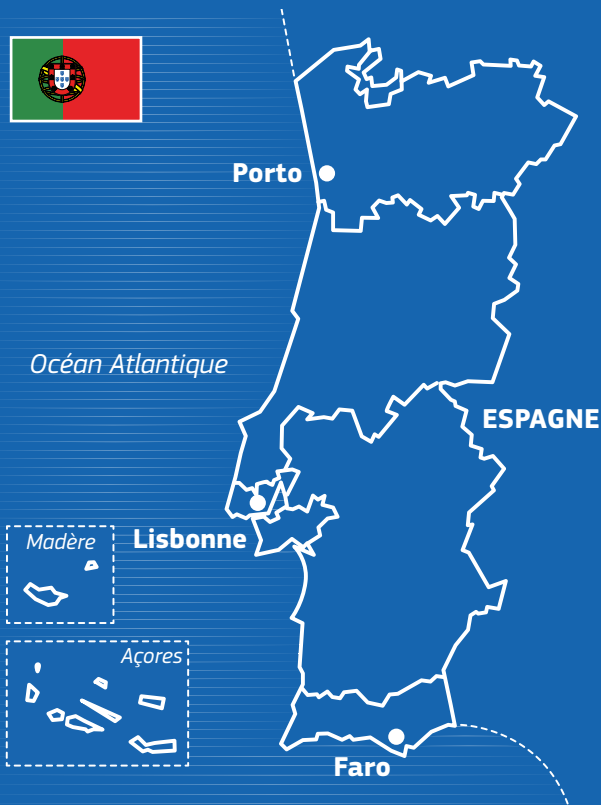 Porto
Océan Atlantique
ESPAGNE
Lisbonne
Madère
Açores
Faro